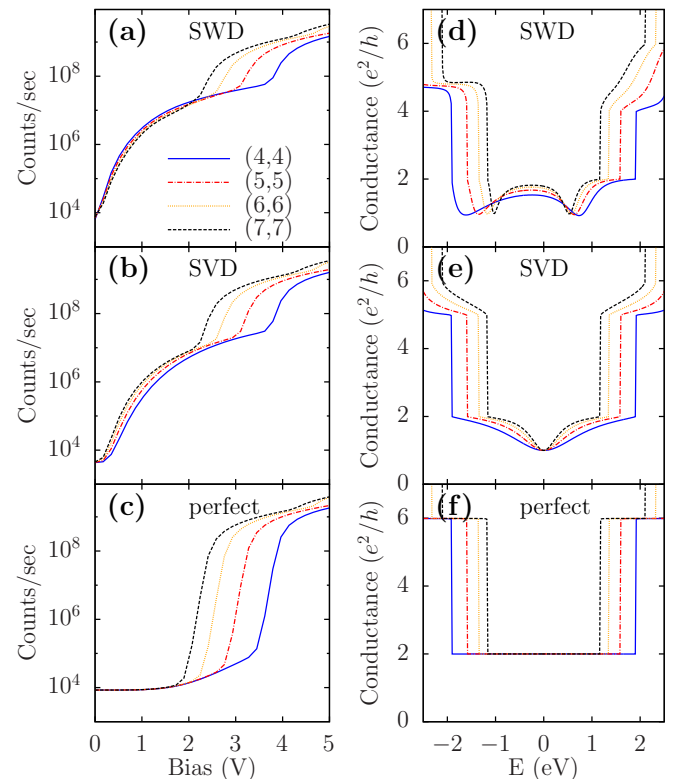 (a) SWD
Counts/sec
10^8
10^6
10^4
(4,4)
(5,5)
(6,6)
(7,7)
(b) SVD
Counts/sec
10^8
10^6
10^4
(c) perfect
Counts/sec
10^8
10^6
10^4
0 1 2 3 4 5
Bias (V)
(d) SWD
Conductance (e^2/h)
6
4
2
0
(e) SVD
Conductance (e^2/h)
6
4
2
0
(f) perfect
Conductance (e^2/h)
6
4
2
0
−2 −1 0 1 2
E (eV)